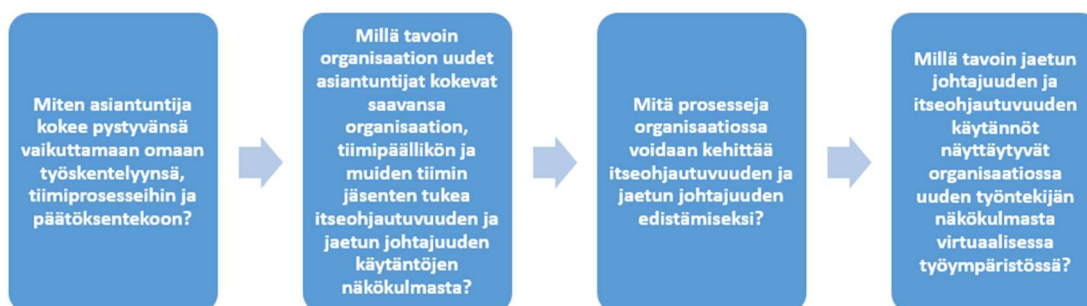 Miten asiantuntija
kokee pystyvänsä
vaikuttamaan omaan
työskentelyynsä,
tiimiprosesseihin ja
päätöksentekoon?
Millä tavoin
organisaation uudet
asiantuntijat kokevat
saavansa
organisaation,
tiimipäällikön ja
muiden tiimin
jäsenten tukea
itseohjautuvuuden ja
jaetun johtajuuden
käytäntöjen
näkökulmasta?
Mitä prosesseja
organisaatiossa
voidaan kehittää
itseohjautuvuuden ja
jaetun johtajuuden
edistämiseksi?
Millä tavoin jaetun
johtajuuden ja
itseohjautuvuuden
käytännöt
näyttäytyvät
organisaatiossa
uuden työntekijän
näkökulmasta
virtuaalisessa
työympäristössä?